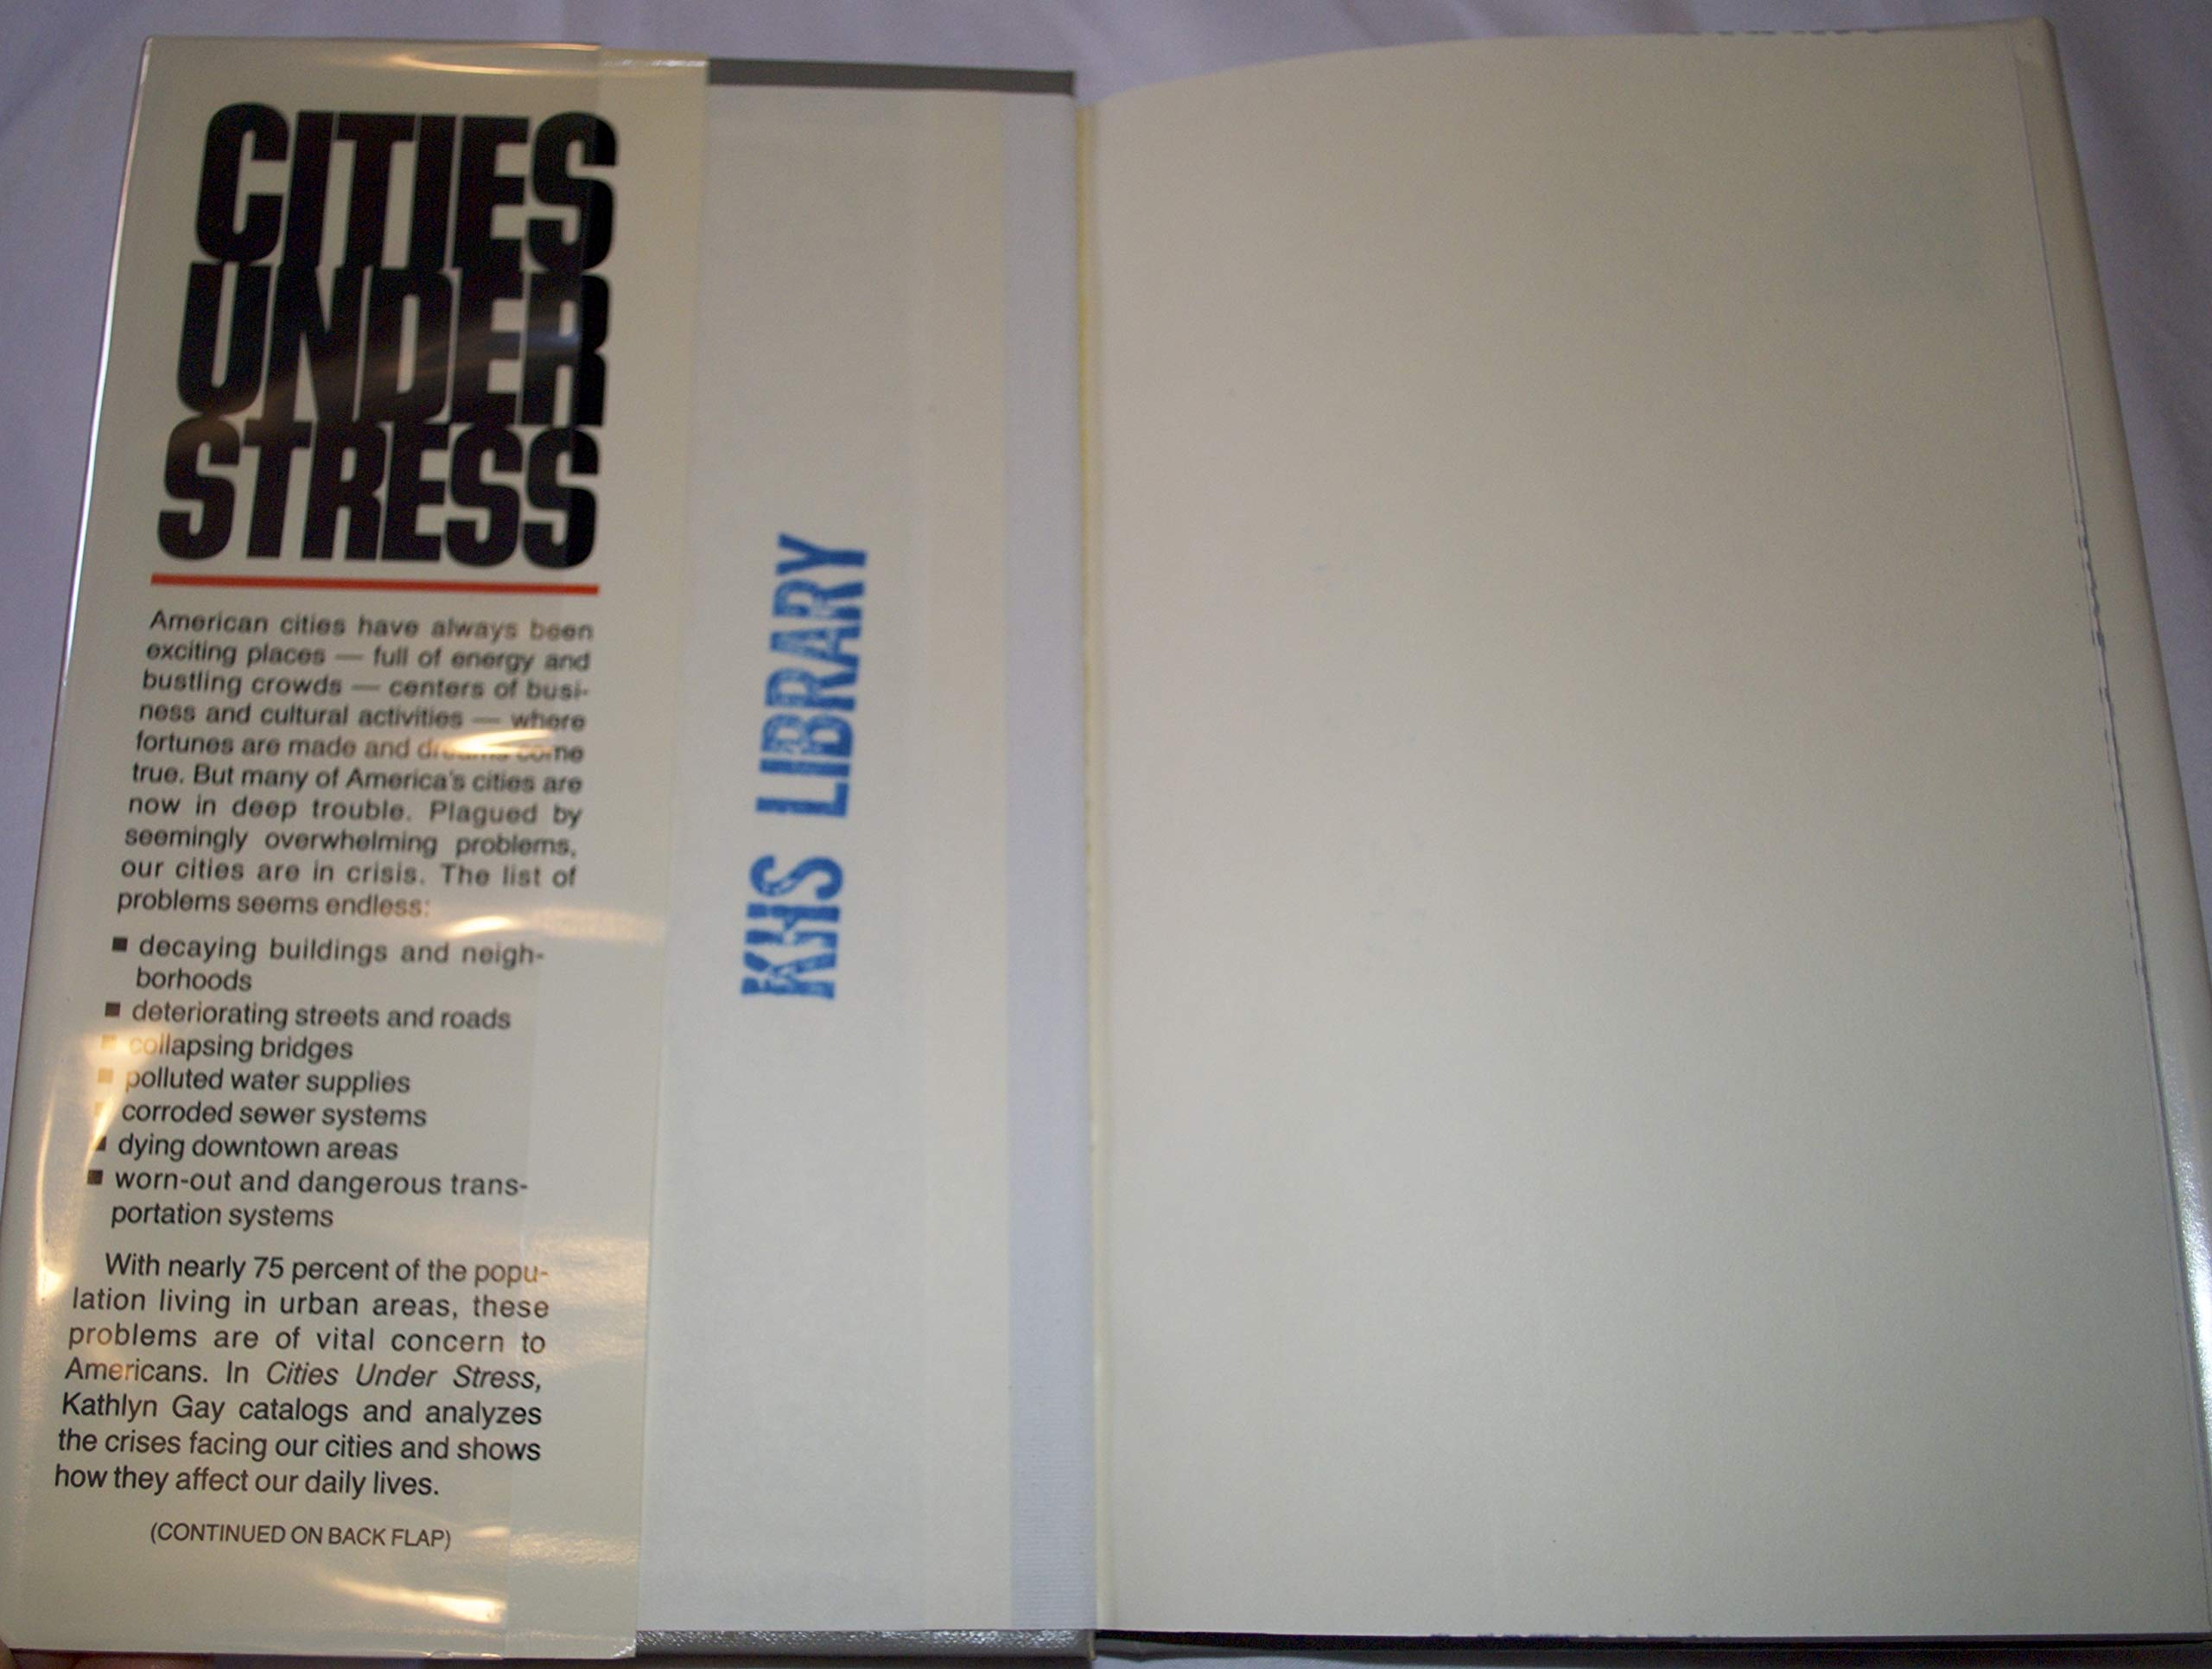 CITIES
UNDER
STRESS
American cities have always been
exciting places — full of energy and
bustling crowds — centers of busi-
ness and cultural activities — where
fortunes are made and dreams come
true. But many of America's cities are
now in deep trouble. Plagued by
seemingly overwhelming problems,
our cities are in crisis. The list of
problems seems endless:
■ decaying buildings and neigh-
borhoods
■ deteriorating streets and roads
■ collapsing bridges
■ polluted water supplies
■ corroded sewer systems
■ dying downtown areas
■ worn-out and dangerous trans-
portation systems
With nearly 75 percent of the popu-
lation living in urban areas, these
problems are of vital concern to
Americans. In Cities Under Stress,
Kathlyn Gay catalogs and analyzes
the crises facing our cities and shows
how they affect our daily lives.
(CONTINUED ON BACK FLAP)
KHS LIBRARY